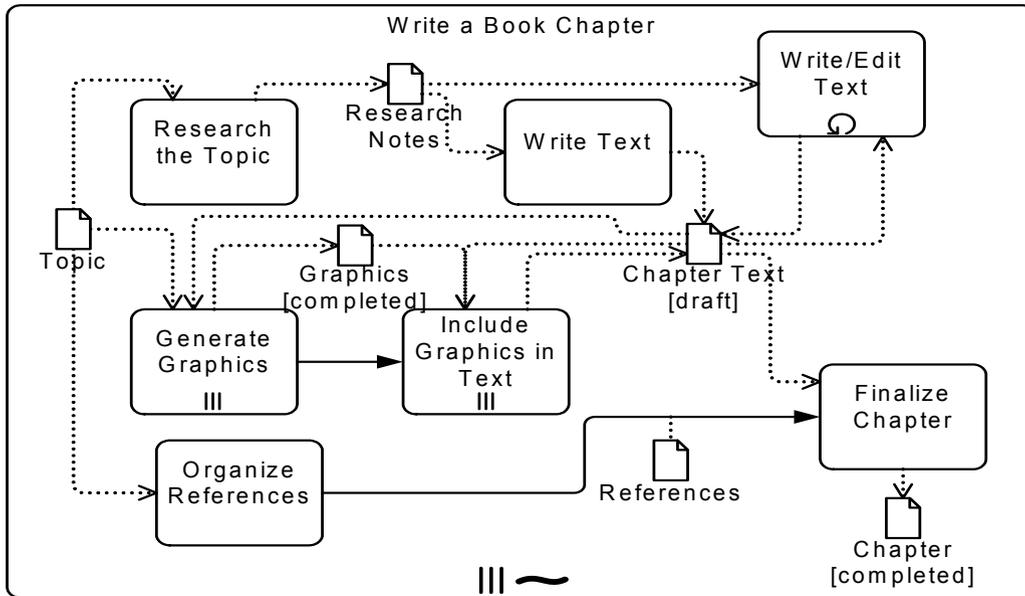 Write a Book Chapter
Write/Edit
Text
Research
the Topic
Research
Notes
Write Text
Topic
Graphics
[completed]
Chapter Text
[draft]
Generate
Graphics
Include
Graphics in
Text
Finalize
Chapter
Organize
References
References
Chapter
[completed]